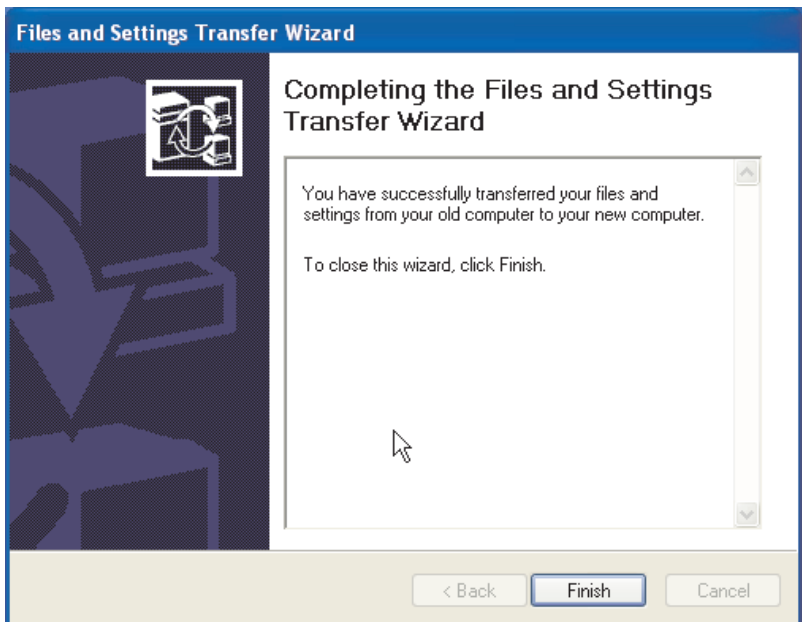 Files and Settings Transfer Wizard
Completing the Files and Settings
Transfer Wizard
You have successfully transferred your files and
settings from your old computer to your new computer.
To close this wizard, click Finish.
< Back Finish Cancel